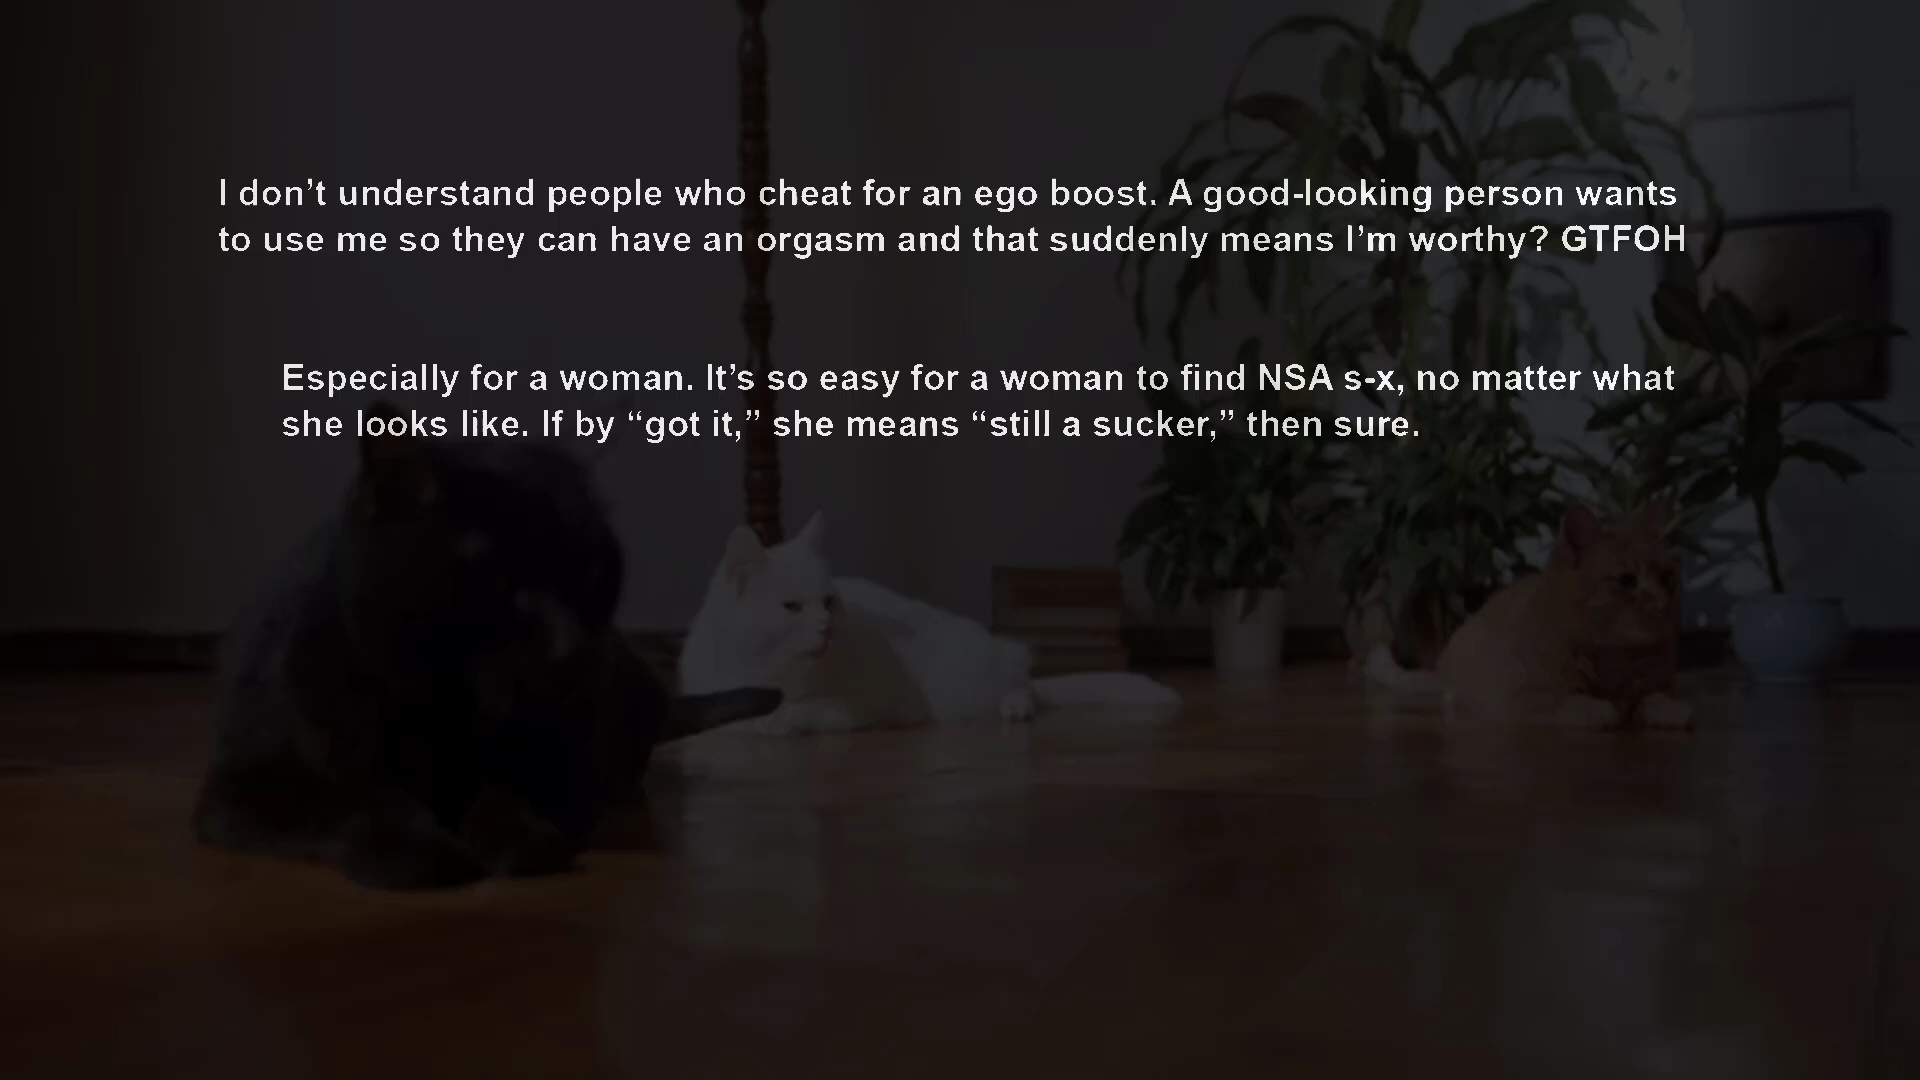 I don’t understand people who cheat for an ego boost. A good-looking person wants
to use me so they can have an orgasm and that suddenly means I’m worthy? GTFOH
Especially for a woman. It’s so easy for a woman to find NSA s-x, no matter what
she looks like. If by “got it,” she means “still a sucker,” then sure.